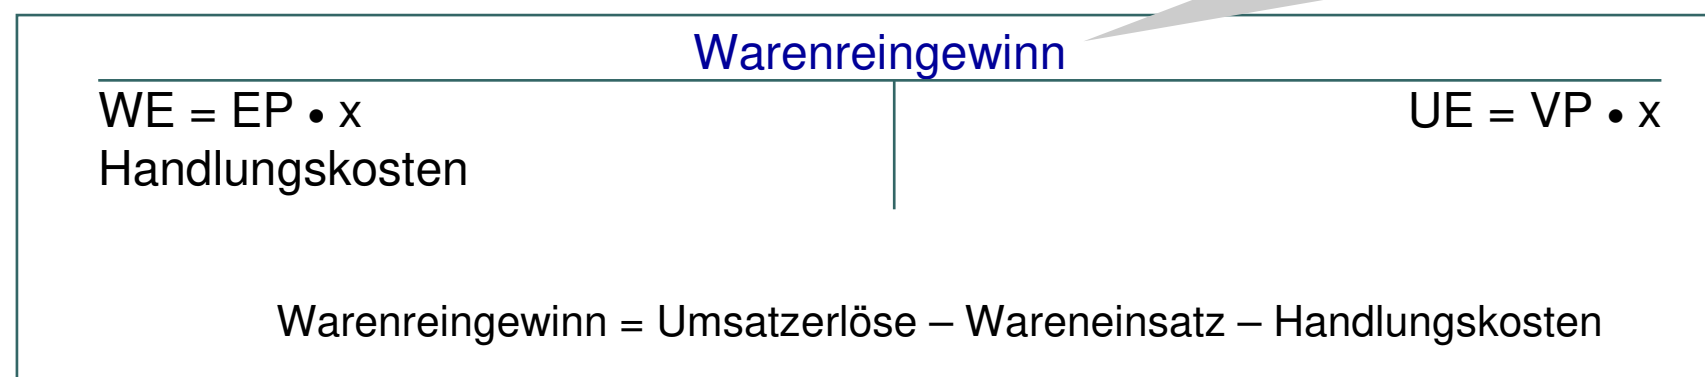 Warenreingewinn
WE = EP • x
UE = VP • x
Handlungskosten
Warenreingewinn = Umsatzerlöse – Wareneinsatz – Handlungskosten